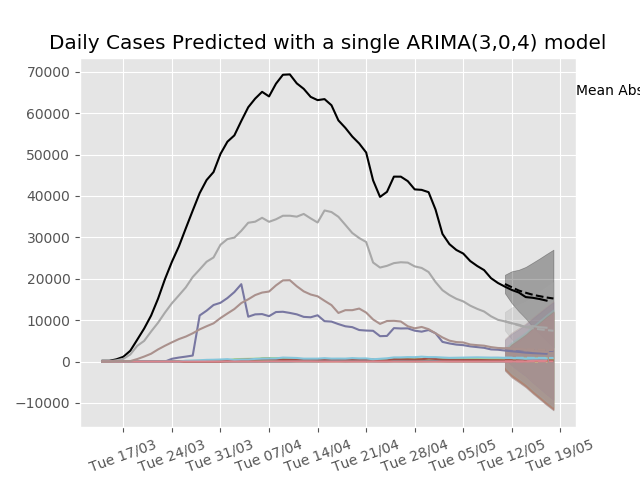 Daily Cases Predicted with a single ARIMA(3,0,4) model
70000
60000
50000
40000
30000
20000
10000
0
−10000
Mean Abs
Tue 17/03
Tue 24/03
Tue 31/03
Tue 07/04
Tue 14/04
Tue 21/04
Tue 28/04
Tue 05/05
Tue 12/05
Tue 19/05